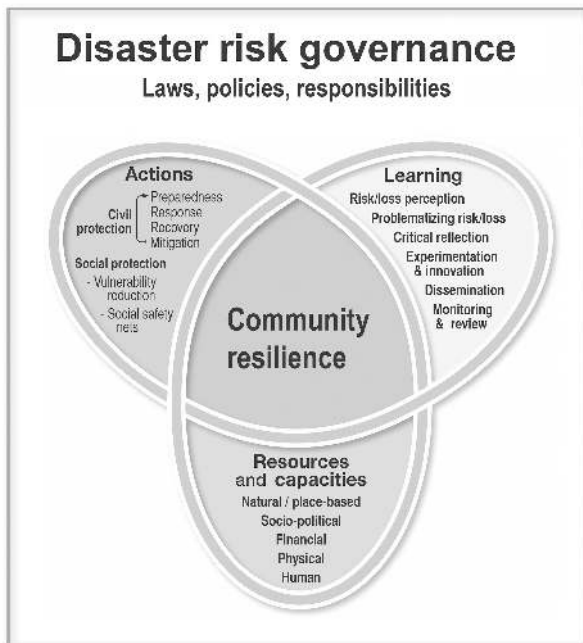 Disaster risk governance
Laws, policies, responsibilities
Actions
Civil
protection
Preparedness
Response
Recovery
Mitigation
Social protection
- Vulnerability
reduction
- Social safety
nets
Learning
Risk/loss perception
Problematizing risk/loss
Critical reflection
Experimentation
& innovation
Dissemination
Monitoring
& review
Community
resilience
Resources
and capacities
Natural / place-based
Socio-political
Financial
Physical
Human